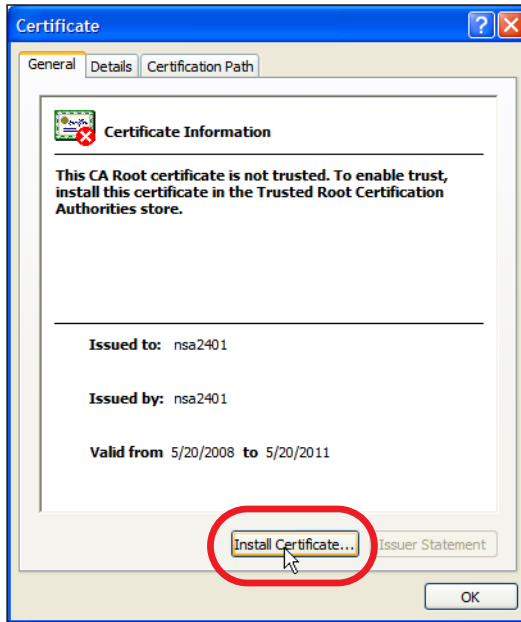 Certificate
General Details Certification Path
Certificate Information
This CA Root certificate is not trusted. To enable trust,
install this certificate in the Trusted Root Certification
Authorities store.
Issued to: nsa2401
Issued by: nsa2401
Valid from 5/20/2008 to 5/20/2011
Install Certificate... Issuer Statement
OK